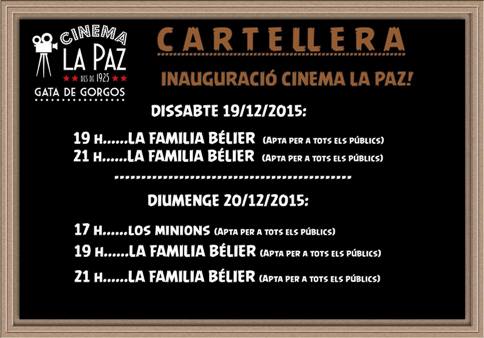 CINEMA
LA PAZ
DES DE 1925
GATA DE GORGOS
CARTELLERA
INAUGURACIÓ CINEMA LA PAZ!
DISSABTE 19/12/2015:
19 H......LA FAMILIA BÉLIER (APTA PER A TOTS ELS PÚBLICS)
21 H......LA FAMILIA BÉLIER (APTA PER A TOTS ELS PÚBLICS)
DIUMENGE 20/12/2015:
17 H......LOS MINIONS (APTA PER A TOTS ELS PÚBLICS)
19 H......LA FAMILIA BÉLIER (APTA PER A TOTS ELS PÚBLICS)
21 H......LA FAMILIA BÉLIER (APTA PER A TOTS ELS PÚBLICS)